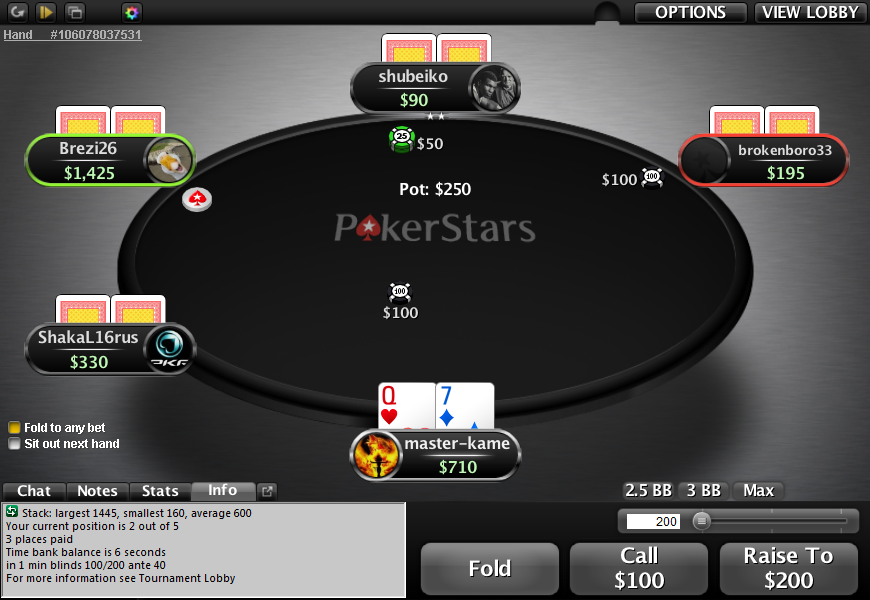 OPTIONS
VIEW LOBBY
Hand #106078037531
shubeiko
$90
Brezi26
$1,425
25
$50
brokenboro33
$195
$100
100
Pot: $250
PokerStars
100
$100
ShakaL16rus
$330
PKR
Q
7
master-kame
$710
Fold to any bet
Sit out next hand
Chat
Notes
Stats
Info
2.5 BB
3 BB
Max
200
Stack: largest 1445, smallest 160, average 600
Your current position is 2 out of 5
3 places paid
Time bank balance is 6 seconds
in 1 min blinds 100/200 ante 40
For more information see Tournament Lobby
Fold
Call
$100
Raise To
$200